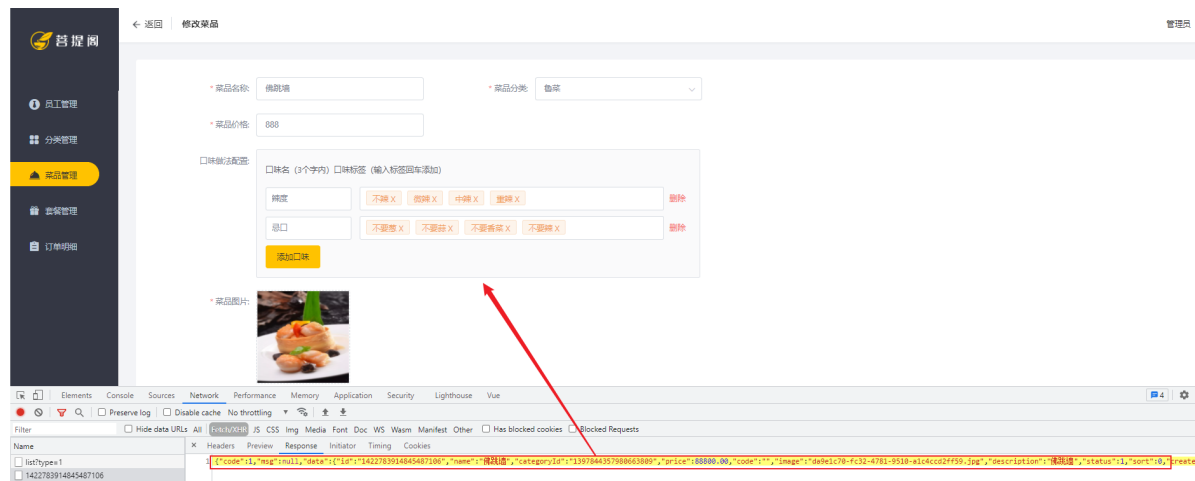 菩提阁
← 返回 修改菜品 管理员
* 菜品名称: 佛跳墙 * 菜品分类: 鲁菜
员工管理
* 菜品价格: 888
分类管理
口味做法配置:
口味名（3个字内）口味标签（输入标签回车添加）
菜品管理
辣度 不辣 X 微辣 X 中辣 X 重辣 X 删除
套餐管理
忌口 不要葱 X 不要蒜 X 不要香菜 X 不要辣 X 删除
订单明细
添加口味
* 菜品图片:
Elements Console Sources Network Performance Memory Application Security Lighthouse Vue 4
Preserve log Disable cache No throttling
Filter Hide data URLs All Fetch/XHR JS CSS Img Media Font Doc WS Wasm Manifest Other Has blocked cookies Blocked Requests
Name × Headers Preview Response Initiator Timing Cookies
list?type=1
1 {"code":1,"msg":null,"data":{"id":"1422783914845487106","name":"佛跳墙","categoryId":"1397844357980663809","price":88800.00,"code":"","image":"da9e1c70-fc32-4781-9510-a1c4ccd2ff59.jpg","description":"佛跳墙","status":1,"sort":0,"create
1422783914845487106